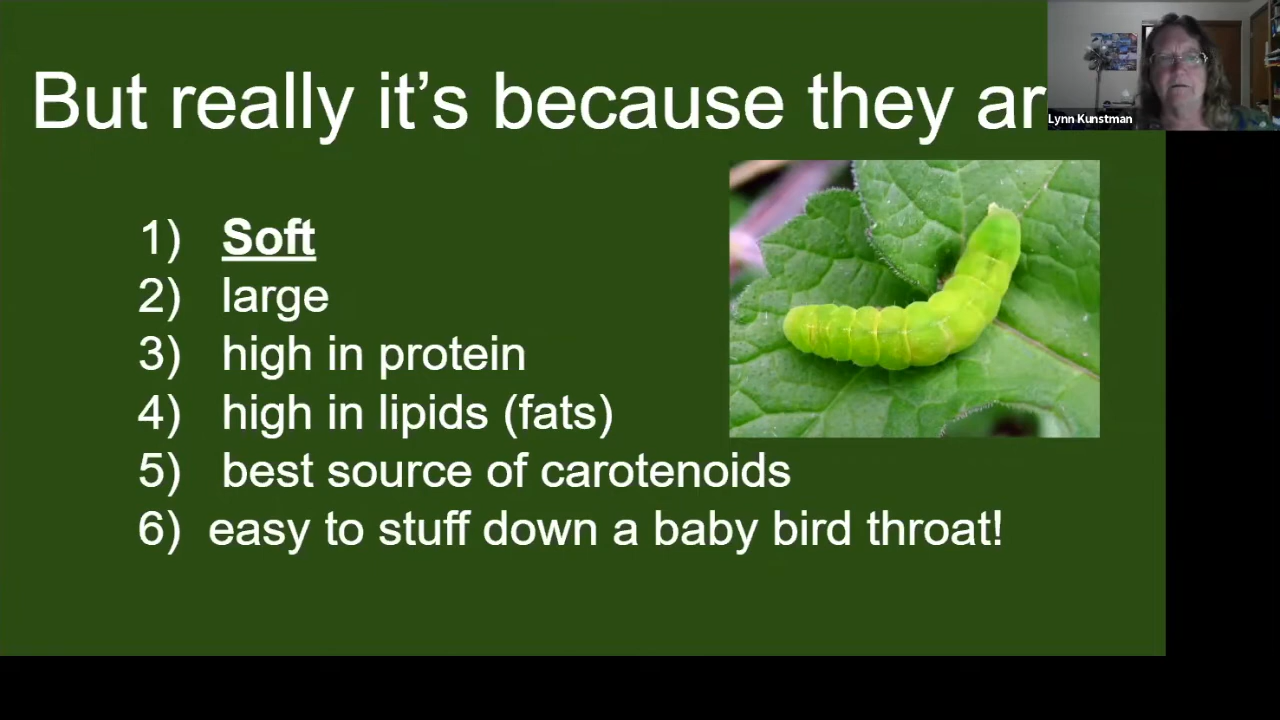 But really it's because they ar
Lynn Kunstman
1) Soft
2) large
3) high in protein
4) high in lipids (fats)
5) best source of carotenoids
6) easy to stuff down a baby bird throat!